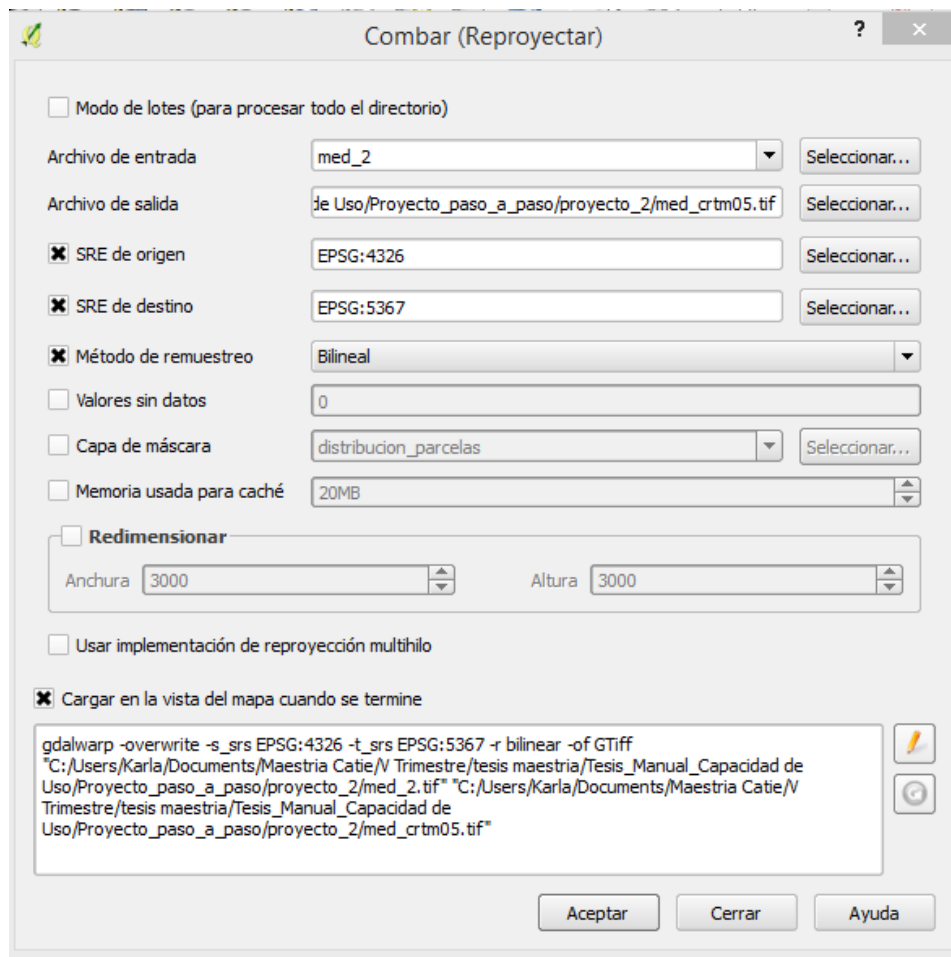 Combar (Reproyectar)
?
Modo de lotes (para procesar todo el directorio)
Archivo de entrada med_2 Seleccionar...
Archivo de salida de Uso/Proyecto_paso_a_paso/proyecto_2/med_crtm05.tif Seleccionar...
SRE de origen EPSG:4326 Seleccionar...
SRE de destino EPSG:5367 Seleccionar...
Método de remuestreo Bilineal
Valores sin datos 0
Capa de máscara distribucion_parcelas Seleccionar...
Memoria usada para caché 20MB
Redimensionar
Anchura 3000 Altura 3000
Usar implementación de reproyección multihilo
Cargar en la vista del mapa cuando se termine
gdalwarp -overwrite -s_srs EPSG:4326 -t_srs EPSG:5367 -r bilinear -of GTiff
"C:/Users/Karla/Documents/Maestria Catie/V Trimestre/tesis maestria/Tesis_Manual_Capacidad de
Uso/Proyecto_paso_a_paso/proyecto_2/med_2.tif" "C:/Users/Karla/Documents/Maestria Catie/V
Trimestre/tesis maestria/Tesis_Manual_Capacidad de
Uso/Proyecto_paso_a_paso/proyecto_2/med_crtm05.tif"
Aceptar Cerrar Ayuda